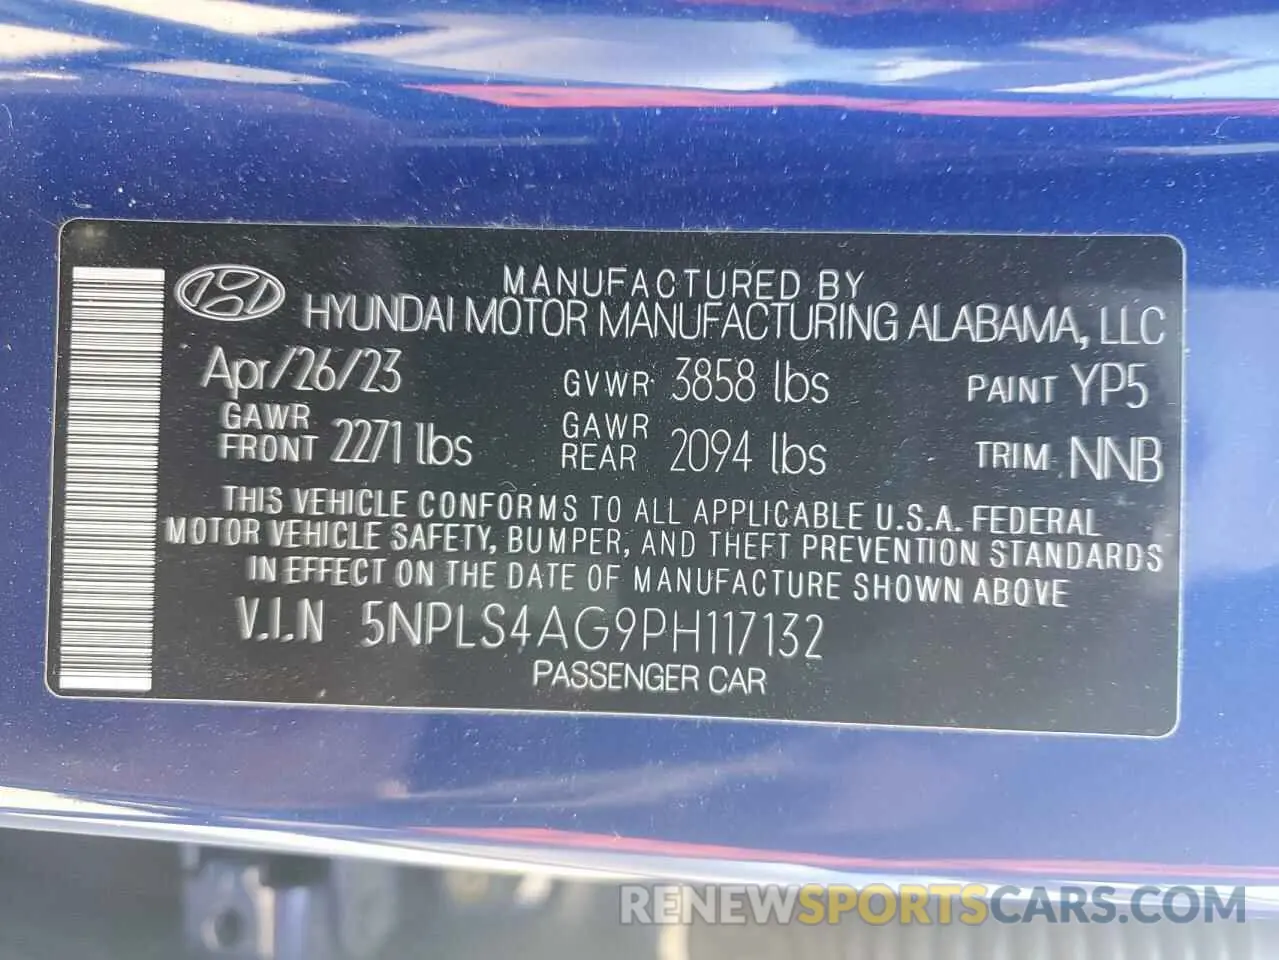 MANUFACTURED BY
HYUNDAI MOTOR MANUFACTURING ALABAMA, LLC
Apr/26/23 GVWR 3858 lbs PAINT YP5
GAWR FRONT 2271 lbs GAWR REAR 2094 lbs TRIM NNB
THIS VEHICLE CONFORMS TO ALL APPLICABLE U.S.A. FEDERAL
MOTOR VEHICLE SAFETY, BUMPER, AND THEFT PREVENTION STANDARDS
IN EFFECT ON THE DATE OF MANUFACTURE SHOWN ABOVE
V.I.N 5NPLS4AG9PH117132
PASSENGER CAR
RENEWSPORTSCARS.COM